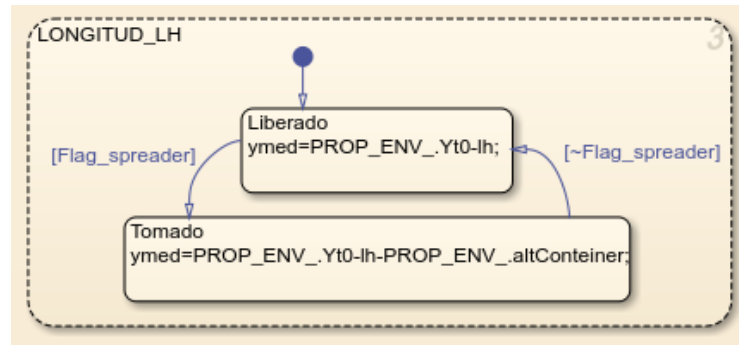 LONGITUD_LH
3
Liberado
ymed=PROP_ENV_.Yt0-lh;
[Flag_spreader]
[~Flag_spreader]
Tomado
ymed=PROP_ENV_.Yt0-lh-PROP_ENV_.altConteiner;